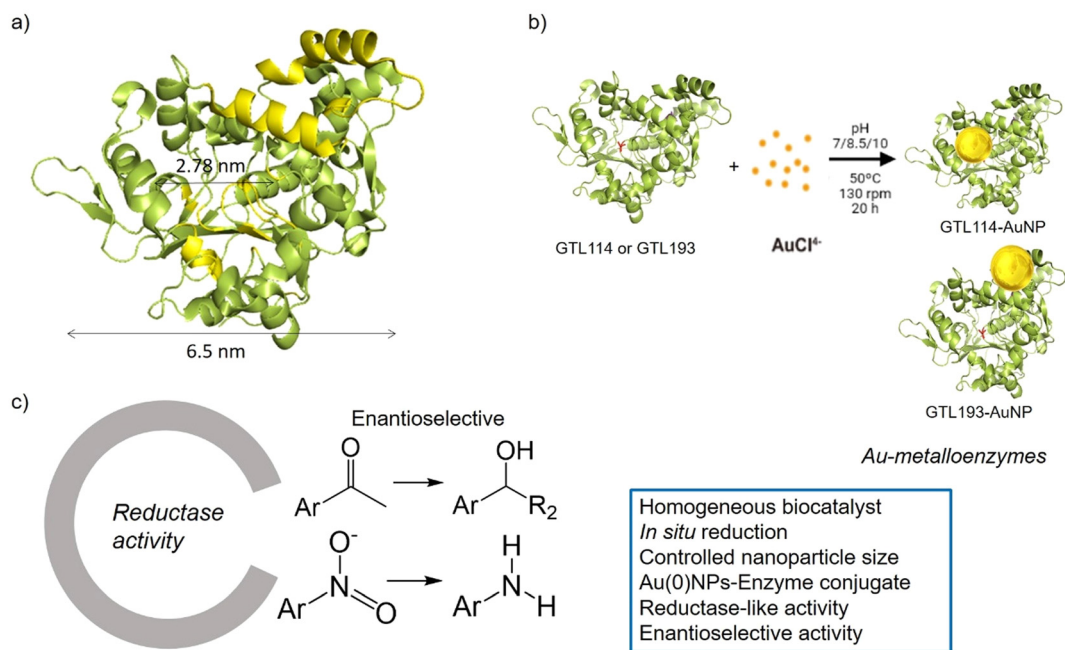 a)
2.78 nm
6.5 nm
b)
GTL114 or GTL193
+
AuCl⁴⁻
pH
7/8.5/10
50ºC
130 rpm
20 h
GTL114-AuNP
GTL193-AuNP
Au-metalloenzymes
c)
Reductase
activity
Enantioselective
O
Ar
OH
Ar
R₂
O⁻
Ar
N
O
H
Ar
N
H
Homogeneous biocatalyst
In situ reduction
Controlled nanoparticle size
Au(0)NPs-Enzyme conjugate
Reductase-like activity
Enantioselective activity